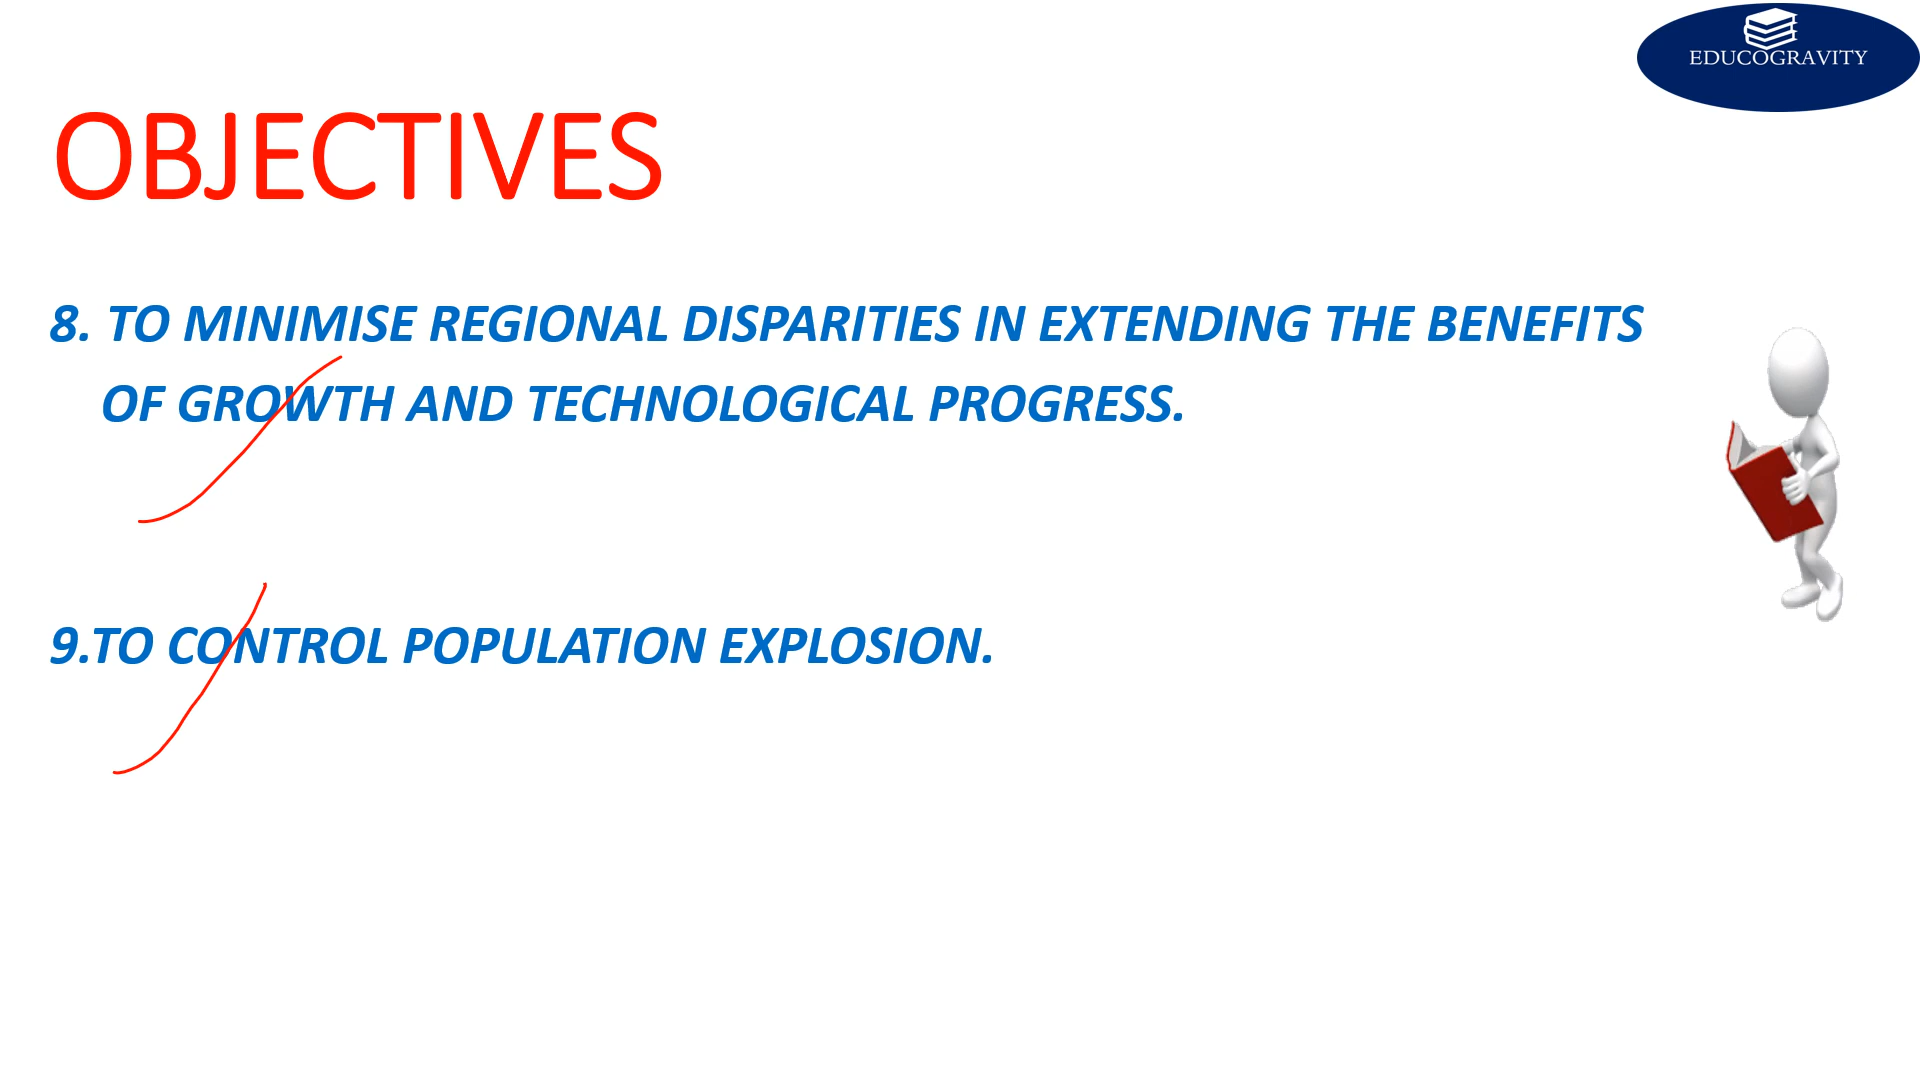 EDUCOGRAVITY
OBJECTIVES
8. TO MINIMISE REGIONAL DISPARITIES IN EXTENDING THE BENEFITS
OF GROWTH AND TECHNOLOGICAL PROGRESS.
9.TO CONTROL POPULATION EXPLOSION.